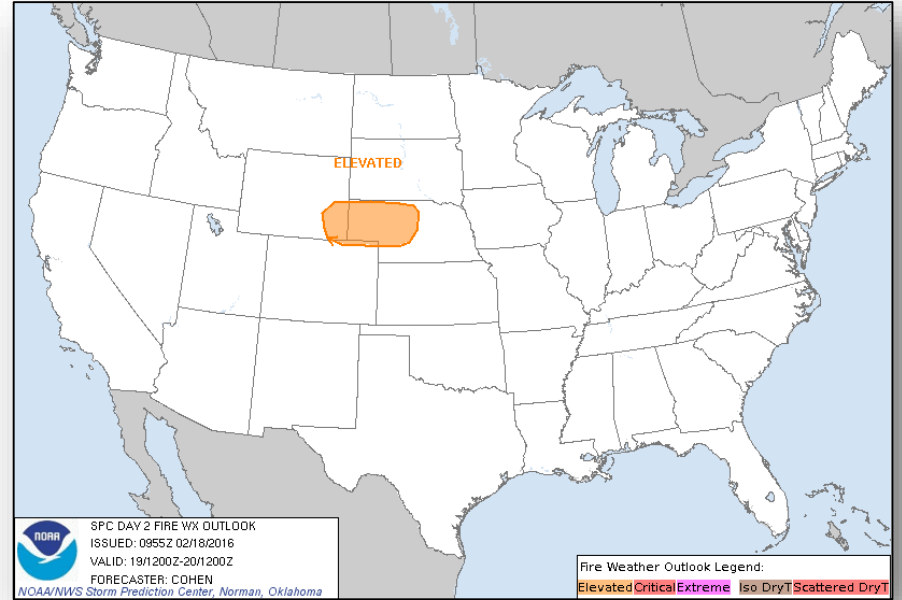 ELEVATED
NOAA
SPC DAY 2 FIRE WX OUTLOOK
ISSUED: 0955Z 02/18/2016
VALID: 19/1200Z-20/1200Z
FORECASTER: COHEN
NOAA/NWS Storm Prediction Center, Norman, Oklahoma
Fire Weather Outlook Legend:
Elevated Critical Extreme Iso DryT Scattered DryT